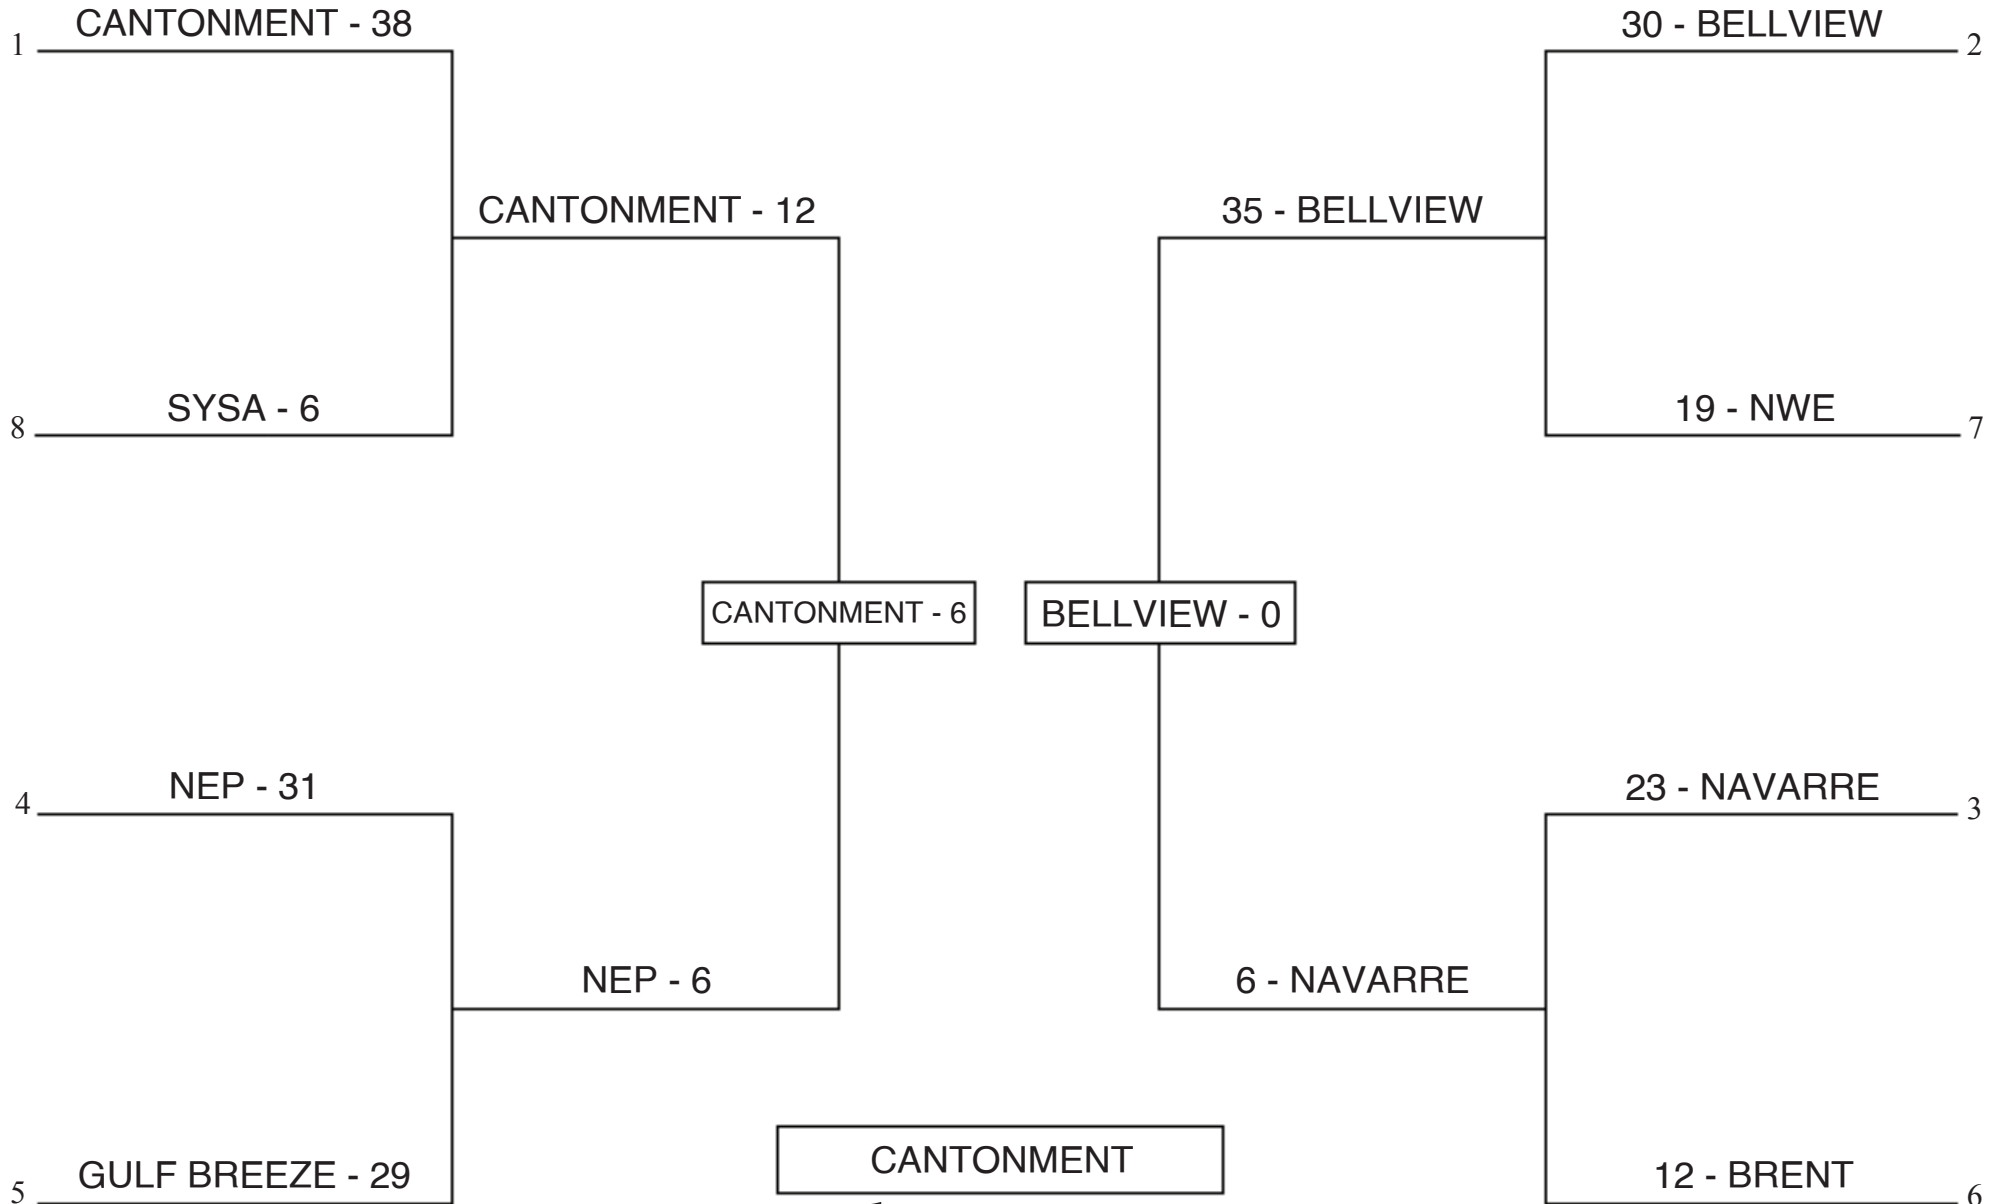 CANTONMENT - 38
30 - BELLVIEW
1
2
CANTONMENT - 12
35 - BELLVIEW
SYSA - 6
19 - NWE
8
7
CANTONMENT - 6
BELLVIEW - 0
NEP - 31
23 - NAVARRE
4
3
NEP - 6
6 - NAVARRE
CANTONMENT
GULF BREEZE - 29
12 - BRENT
5
6